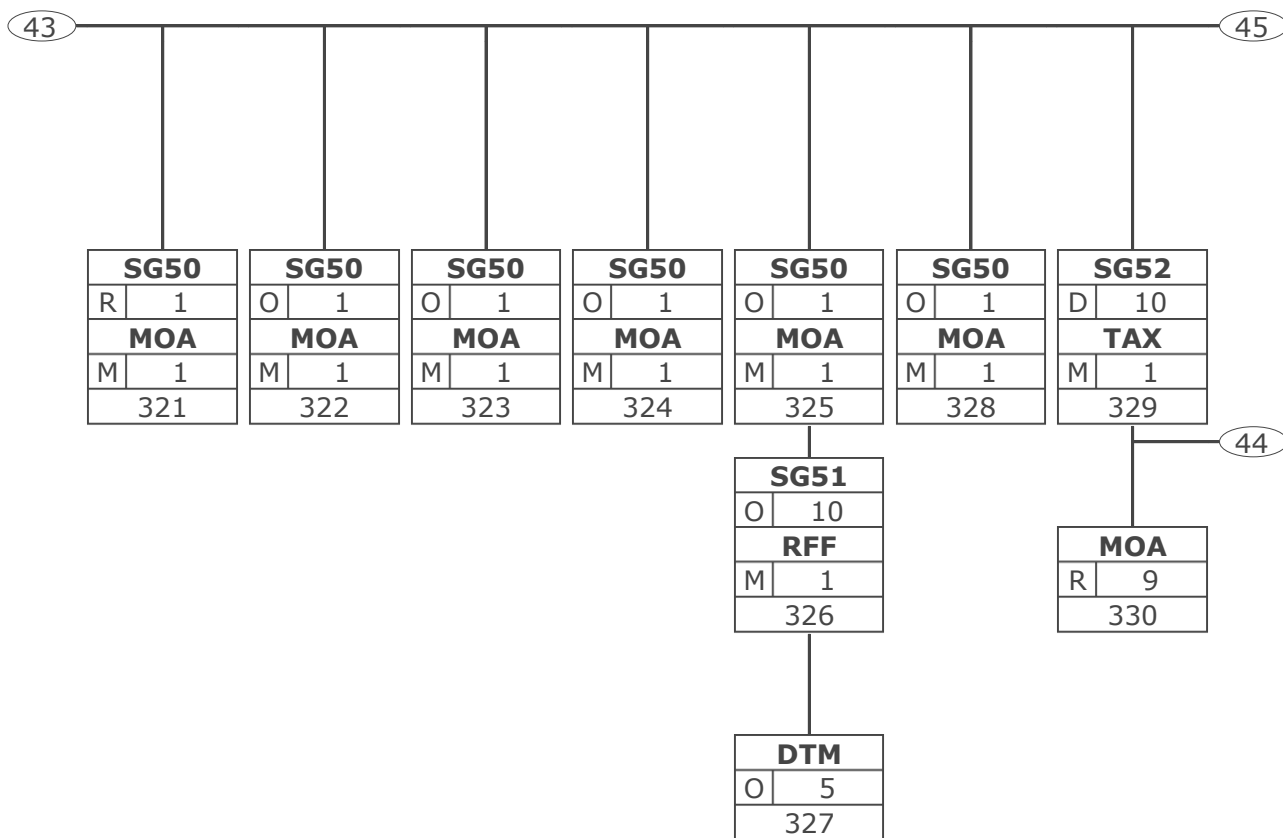 43 45
SG50 SG50 SG50 SG50 SG50 SG50 SG52
R 1 O 1 O 1 O 1 O 1 O 1 D 10
MOA MOA MOA MOA MOA MOA TAX
M 1 M 1 M 1 M 1 M 1 M 1 M 1
321 322 323 324 325 328 329
44
SG51
O 10
RFF MOA
M 1 R 9
326 330
DTM
O 5
327